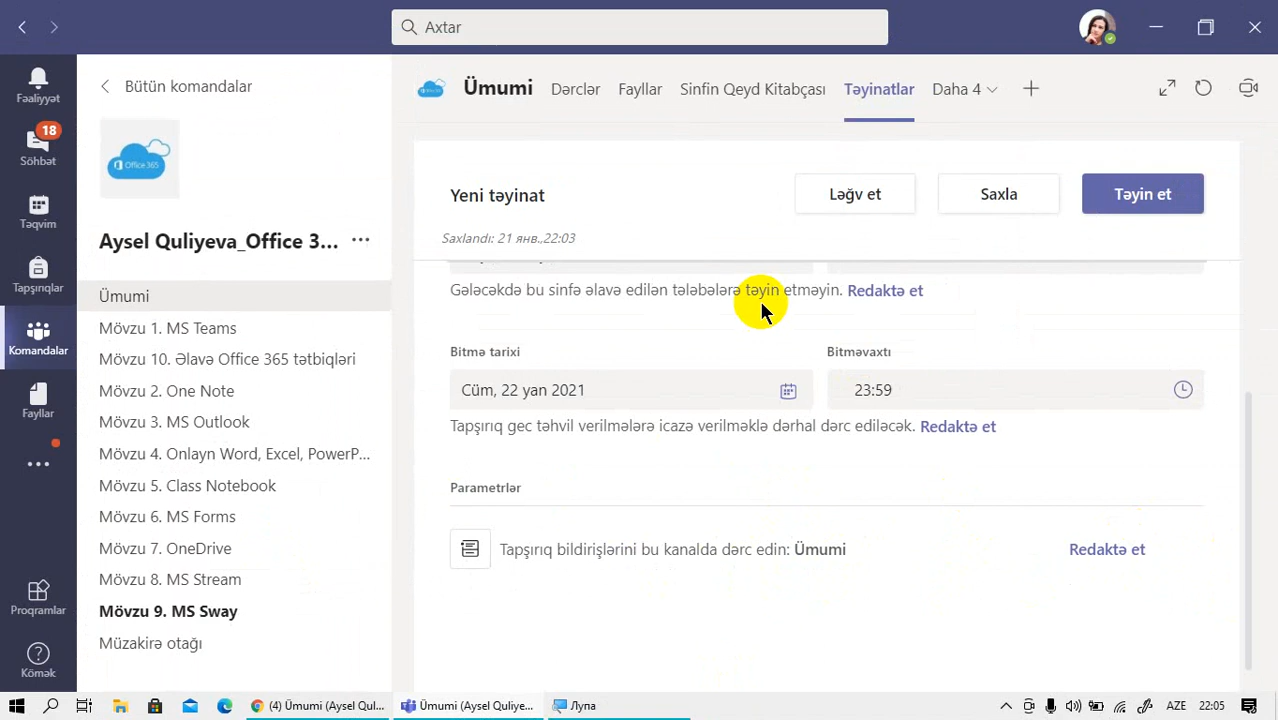 Axtar
Fəaliyyət
18
Söhbət
Təqvim
Tapşırıqlar
Komandalar
Fayllar
Proqramlar
Kömək
Bütün komandalar
Office 365
Aysel Quliyeva_Office 3... ...
Ümumi
Mövzu 1. MS Teams
Mövzu 10. Əlavə Office 365 tətbiqləri
Mövzu 2. One Note
Mövzu 3. MS Outlook
Mövzu 4. Onlayn Word, Excel, PowerP...
Mövzu 5. Class Notebook
Mövzu 6. MS Forms
Mövzu 7. OneDrive
Mövzu 8. MS Stream
Mövzu 9. MS Sway
Müzakirə otağı
Ümumi Dərclər Fayllar Sinfin Qeyd Kitabçası Təyinatlar Daha 4
Yeni təyinat Ləğv et Saxla Təyin et
Saxlandı: 21 янв.,22:03
Gələcəkdə bu sinfə əlavə edilən tələbələrə təyin etməyin. Redaktə et
Bitmə tarixi Bitməvaxtı
Cüm, 22 yan 2021 23:59
Tapşırıq gec təhvil verilmələrə icazə verilməklə dərhal dərc ediləcək. Redaktə et
Parametrlər
Tapşırıq bildirişlərini bu kanalda dərc edin: Ümumi Redaktə et
(4) Ümumi (Aysel Qul... Ümumi (Aysel Quliye... Лупа AZE 22:05